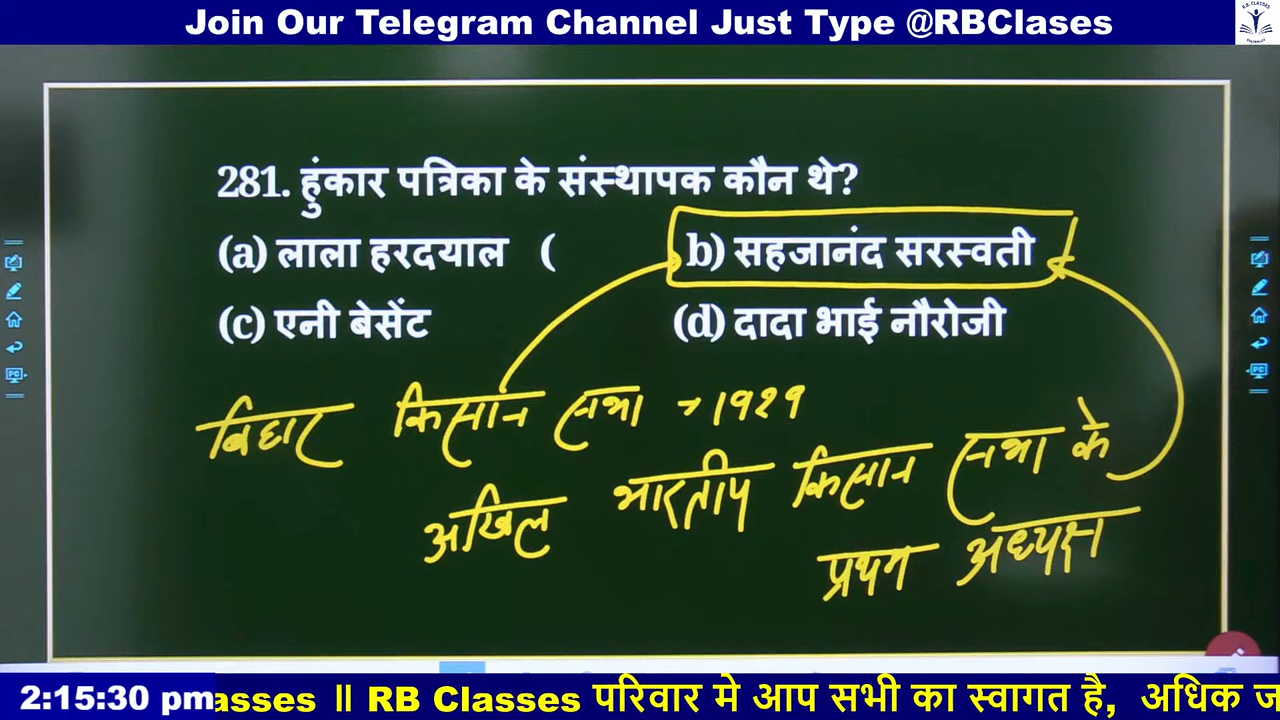 Join Our Telegram Channel Just Type @RBClases
281. हुंकार पत्रिका के संस्थापक कौन थे?
(a) लाला हरदयाल ( b) सहजानंद सरस्वती
(c) एनी बेसेंट (d) दादा भाई नौरोजी
बिहार किसान सभा → 1929
अखिल भारतीय किसान सभा के
प्रथम अध्यक्ष
2:15:30 pm asses ॥ RB Classes परिवार मे आप सभी का स्वागत है, अधिक ज